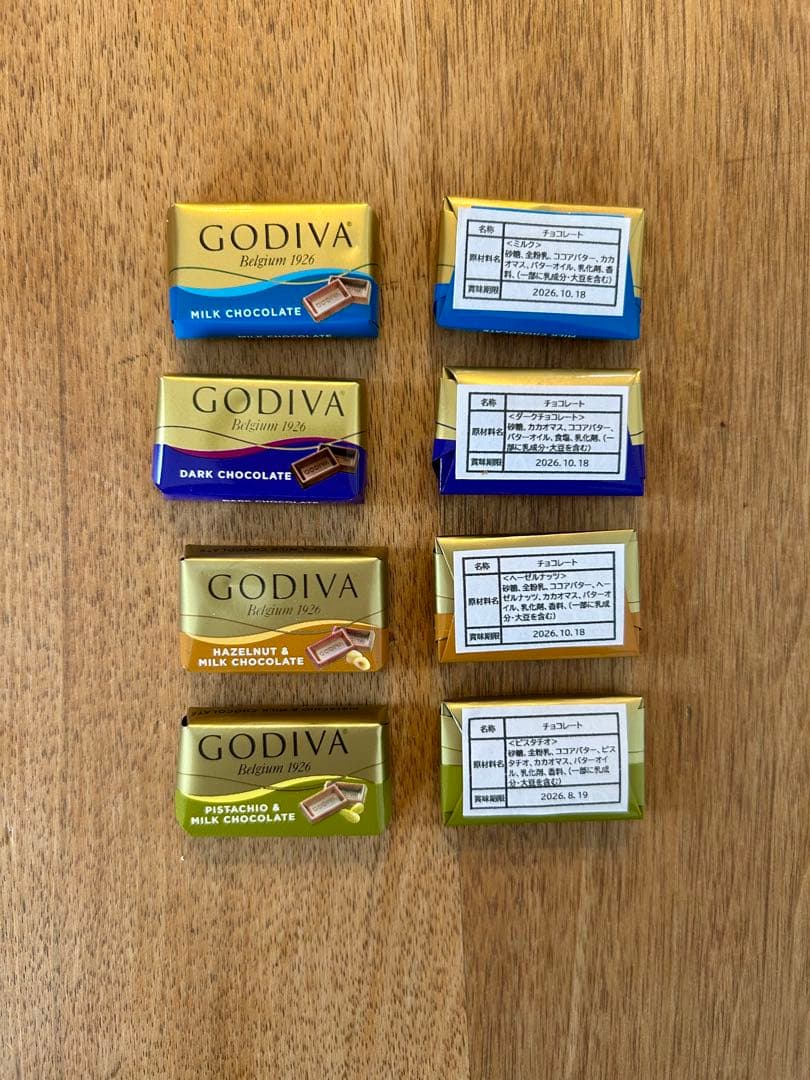 GODIVA
Belgium 1926
MILK CHOCOLATE
MILK CHOCOLATE
名称 チョコレート
原材料名
<ミルク>
砂糖、全粉乳、ココアバター、カカ
オマス、バターオイル、乳化剤、香
料、(一部に乳成分・大豆を含む)
賞味期限 2026.10.18
MILK CHOCOLATE
GODIVA
Belgium 1926
DARK CHOCOLATE
DARK CHOCOLATE
名称 チョコレート
原材料名
<ダークチョコレート>
砂糖、カカオマス、ココアバター、
バターオイル、食塩、乳化剤、(一
部に乳成分・大豆を含む)
賞味期限 2026.10.18
GODIVA
Belgium 1926
HAZELNUT &
MILK CHOCOLATE
名称 チョコレート
原材料名
<ヘーゼルナッツ>
砂糖、全粉乳、ココアバター、ヘー
ゼルナッツ、カカオマス、バターオ
イル、乳化剤、香料、(一部に乳成
分・大豆を含む)
賞味期限 2026.10.18
GODIVA
Belgium 1926
PISTACHIO &
MILK CHOCOLATE
名称 チョコレート
原材料名
<ピスタチオ>
砂糖、全粉乳、ココアバター、ピス
タチオ、カカオマス、バターオイ
ル、乳化剤、香料、(一部に乳成
分・大豆を含む)
賞味期限 2026.8.19